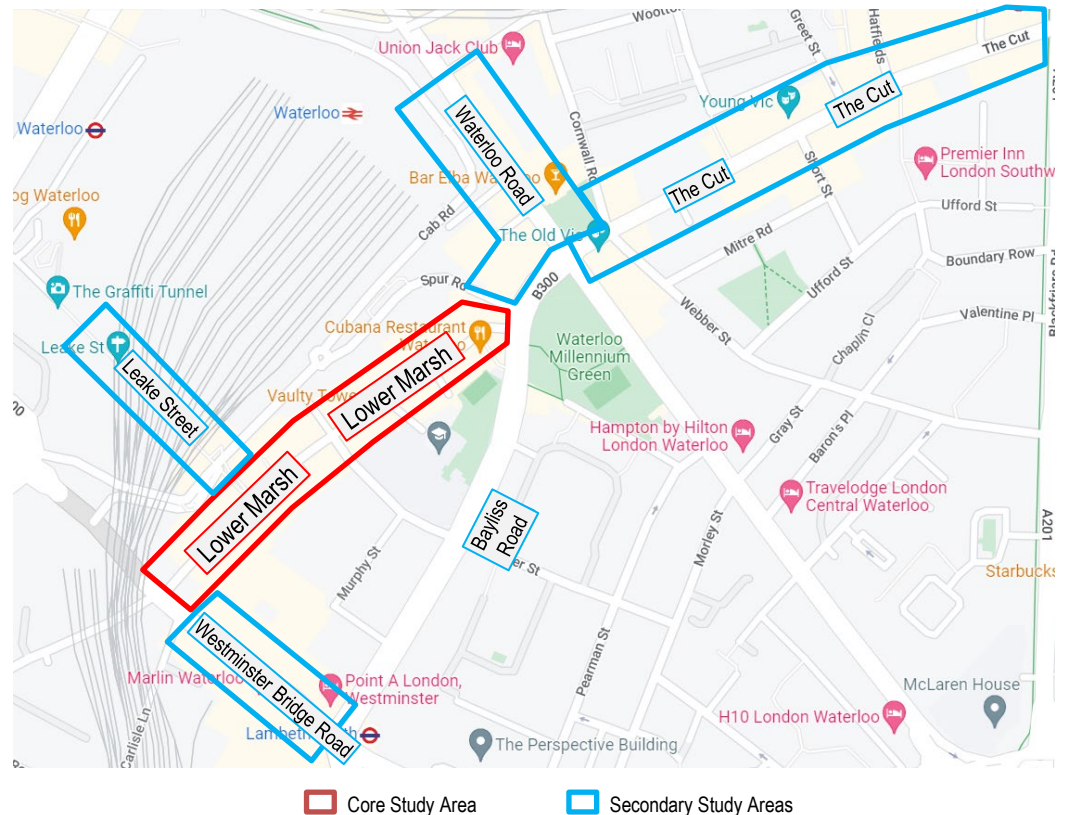 Wootto
Greet St
Hatfields
The Cut
Union Jack Club
Young Vic
The Cut
Waterloo
Waterloo
Waterloo Road
Cornwall Rd
Short St
Premier Inn
London Southw
Bar Elba Wa
The Cut
og Waterloo
Ufford St
Cab Rd
The Old Vic
Mitre Rd
Boundary Row
Spur Rd
B300
Ufford St
The Graffiti Tunnel
Webber St
Valentine Pl
Chaplin Cl
Cubana Restaurant
Leake St
Waterloo
Millennium
Green
Lower Marsh
Leake Street
Vaulty Tow
Gray St
Baron's Pl
Hampton by Hilton
London Waterloo
Lower Marsh
Travelodge London
Central Waterloo
Bayliss
Road
Morley St
A201
Murphy St
er St
Starbucks
Westminster Bridge Road
Pearman St
Marlin Waterloo
Point A London,
Westminster
McLaren House
Carlisle Ln
H10 London Waterloo
Lambeth
The Perspective Building
Core Study Area
Secondary Study Areas